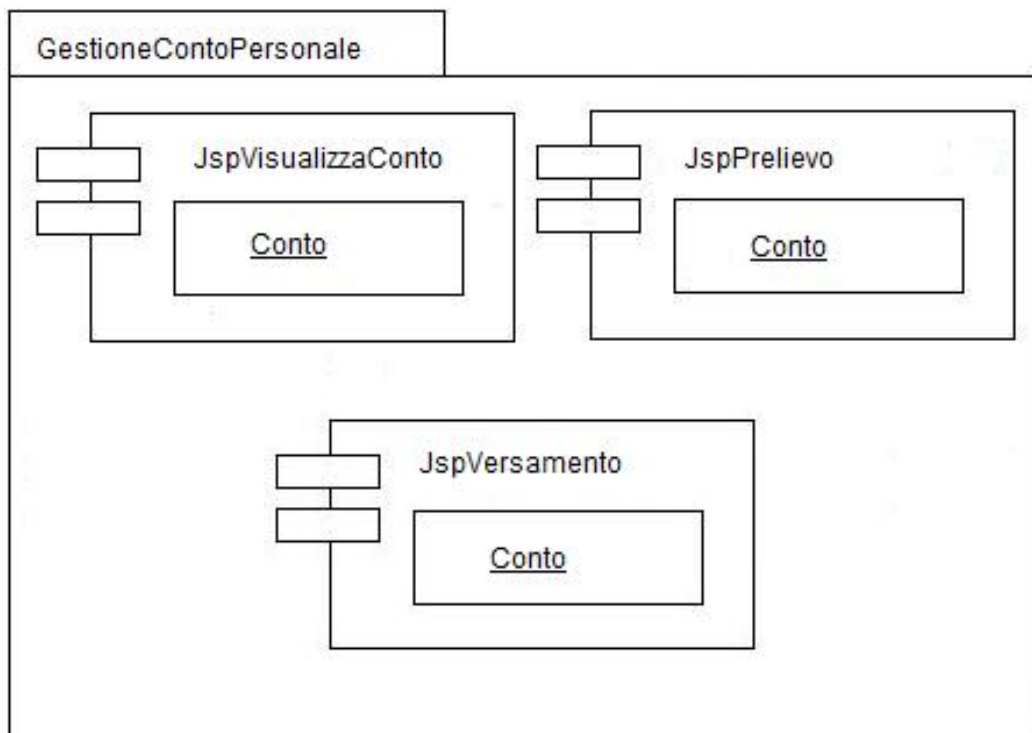 GestioneContoPersonale
JspVisualizzaConto
Conto
JspPrelievo
Conto
JspVersamento
Conto